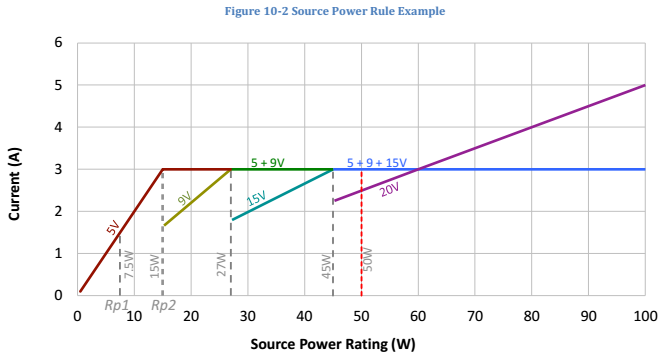 Figure 10-2 Source Power Rule Example
6
5
4
3
2
1
0
Current (A)
5V
9V
15V
20V
5 + 9V
5 + 9 + 15V
7.5W
15W
27W
45W
50W
Rp1
Rp2
0 10 20 30 40 50 60 70 80 90 100
Source Power Rating (W)